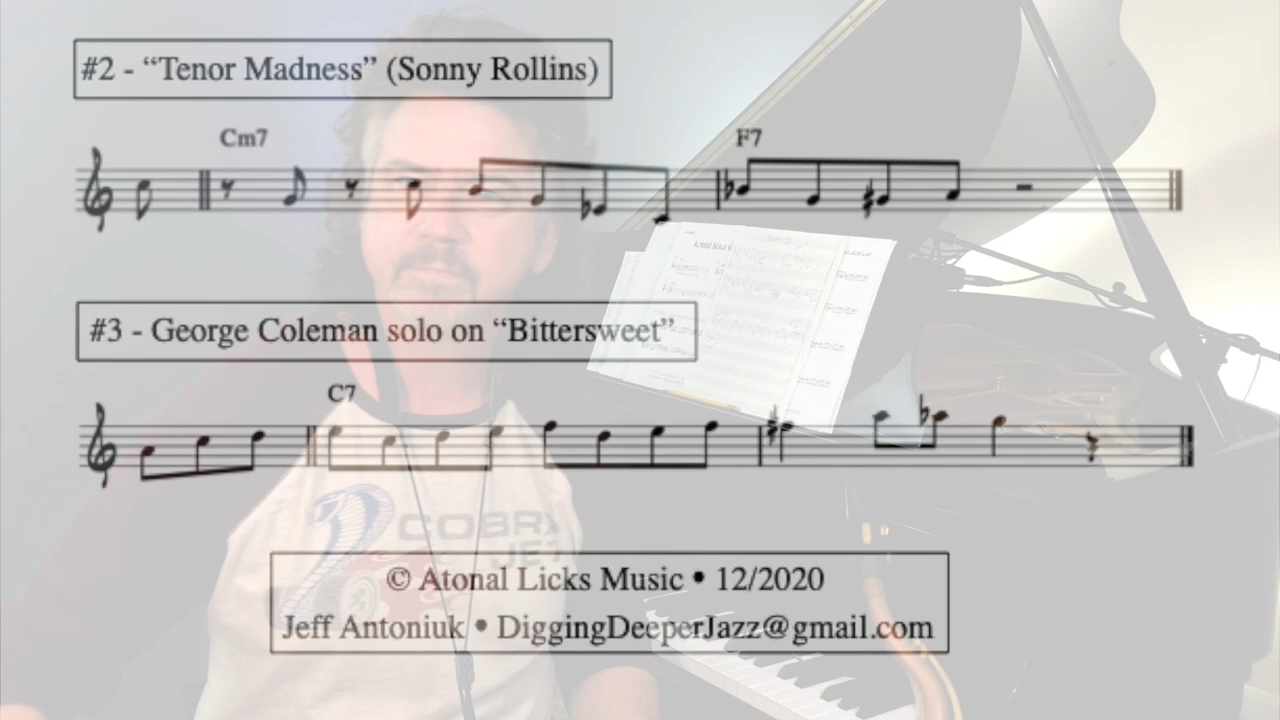 #2 - “Tenor Madness” (Sonny Rollins)
Cm7 F7
#3 - George Coleman solo on “Bittersweet”
C7
COBRA
JET
© Atonal Licks Music • 12/2020
Jeff Antoniuk • DiggingDeeperJazz@gmail.com